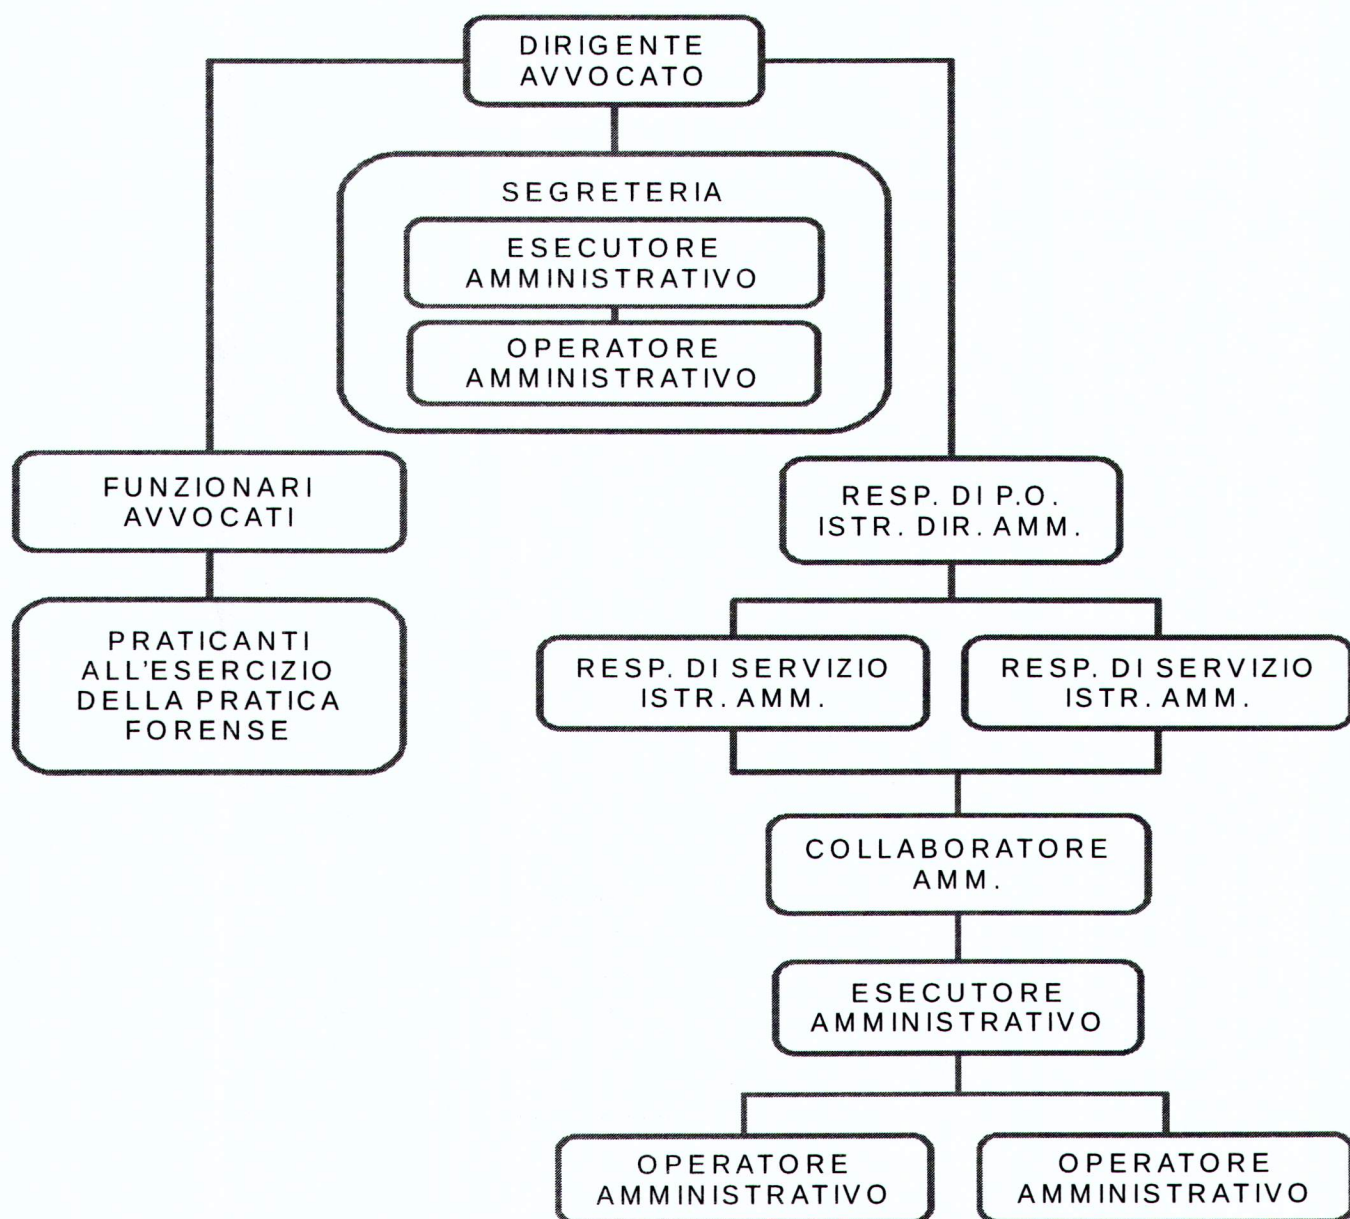 DIRIGENTE
AVVOCATO
SEGRETERIA
ESECUTORE
AMMINISTRATIVO
OPERATORE
AMMINISTRATIVO
FUNZIONARI
AVVOCATI
RESP. DI P.O.
ISTR. DIR. AMM.
PRATICANTI
ALL'ESERCIZIO
DELLA PRATICA
FORENSE
RESP. DI SERVIZIO
ISTR. AMM.
RESP. DI SERVIZIO
ISTR. AMM.
COLLABORATORE
AMM.
ESECUTORE
AMMINISTRATIVO
OPERATORE
AMMINISTRATIVO
OPERATORE
AMMINISTRATIVO